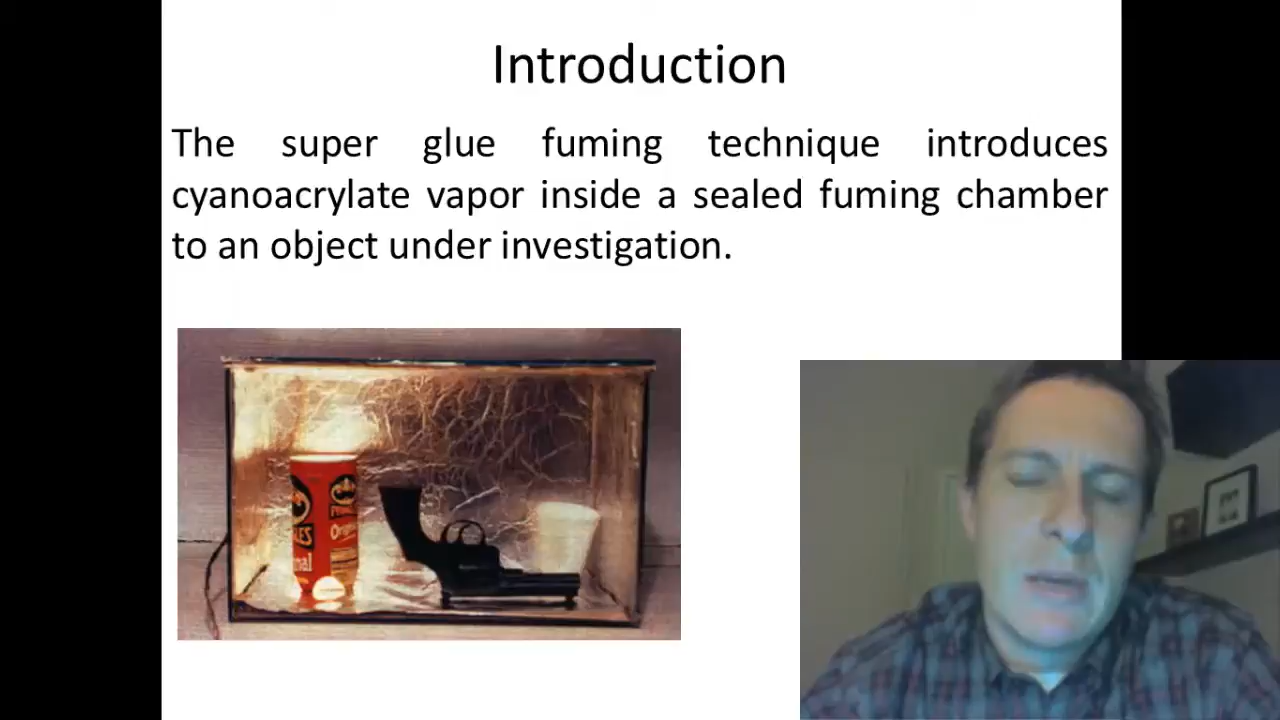 Introduction
The super glue fuming technique introduces
cyanoacrylate vapor inside a sealed fuming chamber
to an object under investigation.